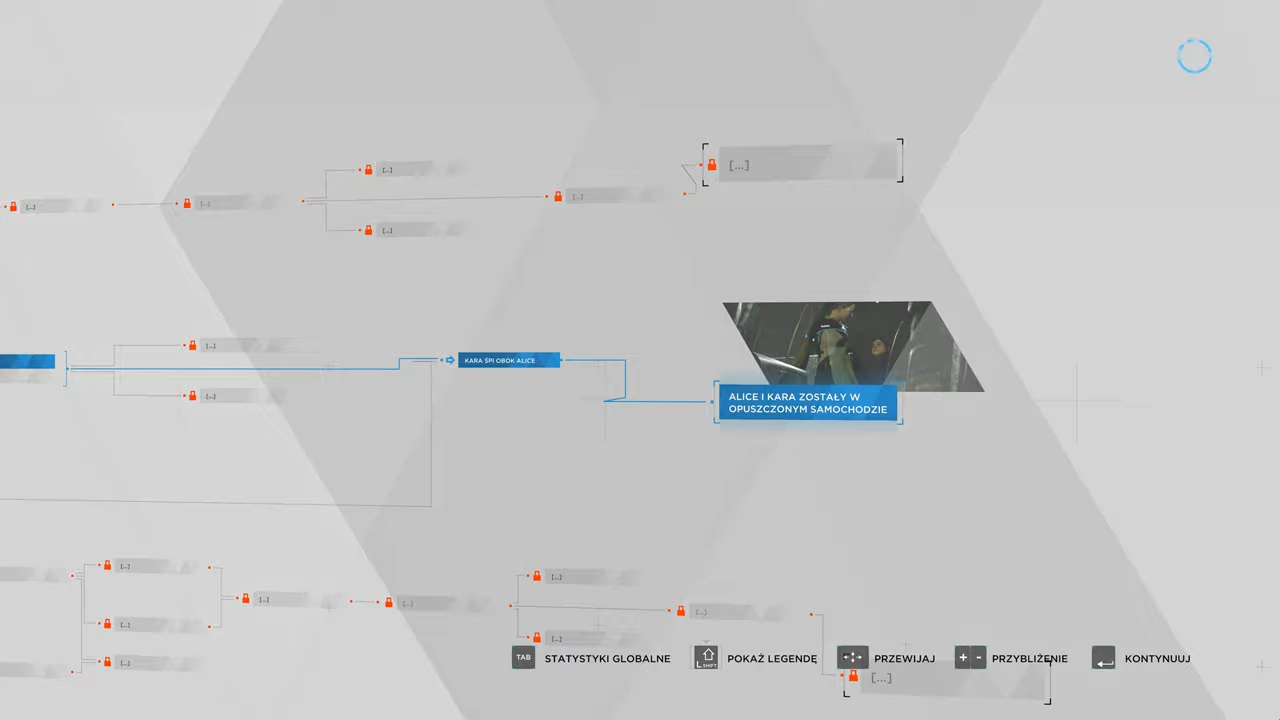 [...]
[...]
[...]
[...]
[...]
[...]
[...]
KARA ŚPI OBOK ALICE
[...]
ALICE I KARA ZOSTAŁY W
OPUSZCZONYM SAMOCHODZIE
[...]
[...]
[...]
[...]
[...]
[...]
[...]
[...]
TAB STATYSTYKI GLOBALNE
SHIFT POKAŻ LEGENDĘ
PRZEWIJAJ
+ - PRZYBLIŻENIE
KONTYNUUJ
[...]